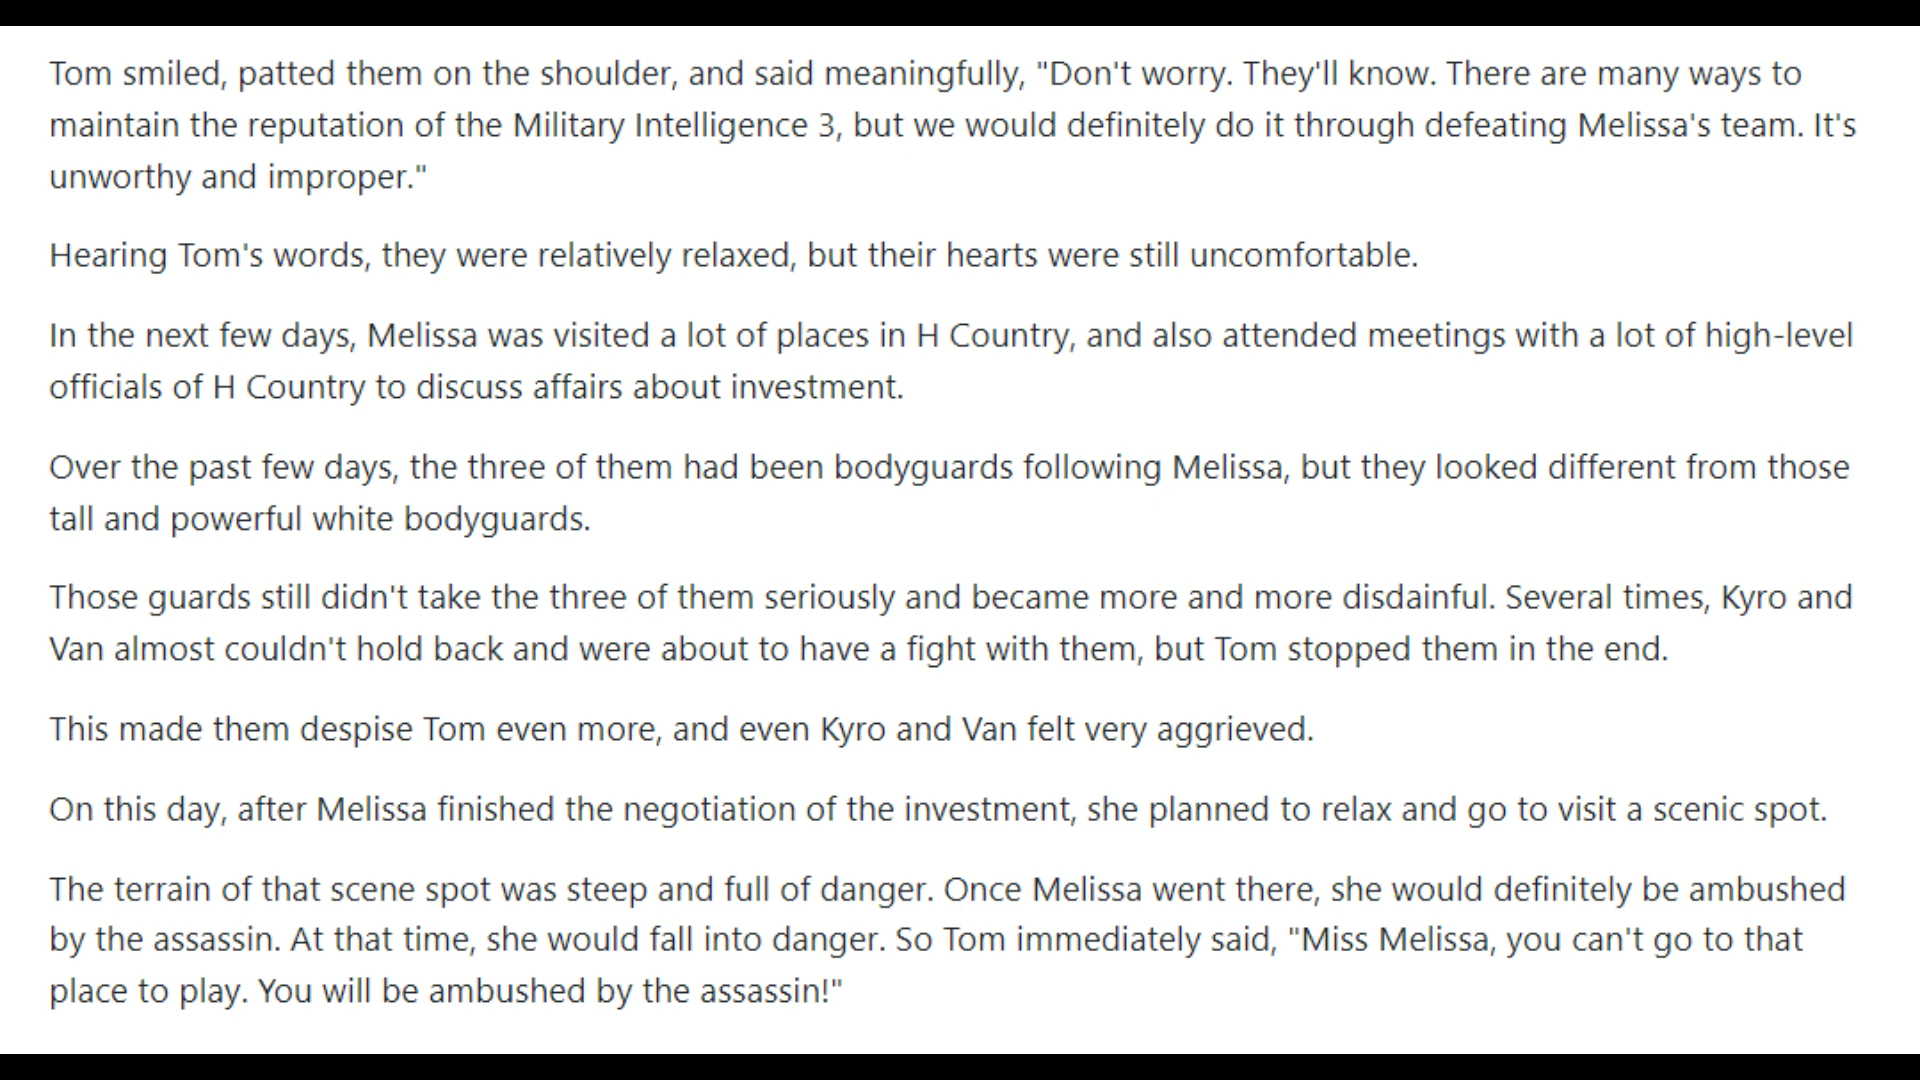 Tom smiled, patted them on the shoulder, and said meaningfully, "Don't worry. They'll know. There are many ways to
maintain the reputation of the Military Intelligence 3, but we would definitely do it through defeating Melissa's team. It's
unworthy and improper."
Hearing Tom's words, they were relatively relaxed, but their hearts were still uncomfortable.
In the next few days, Melissa was visited a lot of places in H Country, and also attended meetings with a lot of high-level
officials of H Country to discuss affairs about investment.
Over the past few days, the three of them had been bodyguards following Melissa, but they looked different from those
tall and powerful white bodyguards.
Those guards still didn't take the three of them seriously and became more and more disdainful. Several times, Kyro and
Van almost couldn't hold back and were about to have a fight with them, but Tom stopped them in the end.
This made them despise Tom even more, and even Kyro and Van felt very aggrieved.
On this day, after Melissa finished the negotiation of the investment, she planned to relax and go to visit a scenic spot.
The terrain of that scene spot was steep and full of danger. Once Melissa went there, she would definitely be ambushed
by the assassin. At that time, she would fall into danger. So Tom immediately said, "Miss Melissa, you can't go to that
place to play. You will be ambushed by the assassin!"